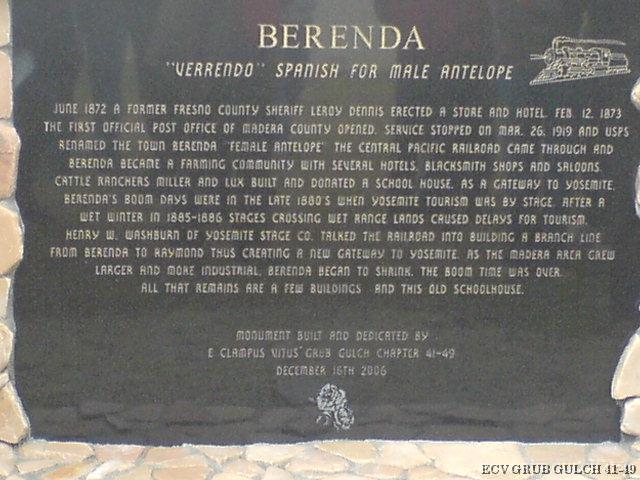 BERENDA
"VERRENDO" SPANISH FOR MALE ANTELOPE
JUNE 1872 A FORMER FRESNO COUNTY SHERIFF LEROY DENNIS ERECTED A STORE AND HOTEL. FEB. 12, 1873
THE FIRST OFFICIAL POST OFFICE OF MADERA COUNTY OPENED. SERVICE STOPPED ON MAR. 26, 1919 AND USPS
RENAMED THE TOWN BERENDA "FEMALE ANTELOPE" THE CENTRAL PACIFIC RAILROAD CAME THROUGH AND
BERENDA BECAME A FARMING COMMUNITY WITH SEVERAL HOTELS, BLACKSMITH SHOPS AND SALOONS.
CATTLE RANCHERS MILLER AND LUX BUILT AND DONATED A SCHOOL HOUSE. AS A GATEWAY TO YOSEMITE,
BERENDA'S BOOM DAYS WERE IN THE LATE 1880'S WHEN YOSEMITE TOURISM WAS BY STAGE. AFTER A
WET WINTER IN 1885-1886 STAGES CROSSING WET RANGE LANDS CAUSED DELAYS FOR TOURISM.
HENRY W. WASHBURN OF YOSEMITE STAGE CO. TALKED THE RAILROAD INTO BUILDING A BRANCH LINE
FROM BERENDA TO RAYMOND THUS CREATING A NEW GATEWAY TO YOSEMITE. AS THE MADERA AREA GREW
LARGER AND MORE INDUSTRIAL, BERENDA BEGAN TO SHRINK. THE BOOM TIME WAS OVER.
ALL THAT REMAINS ARE A FEW BUILDINGS AND THIS OLD SCHOOLHOUSE.
MONUMENT BUILT AND DEDICATED BY
E CLAMPUS VITUS' GRUB GULCH CHAPTER 41-49
DECEMBER 16TH 2006
ECV GRUB GULCH 41-49